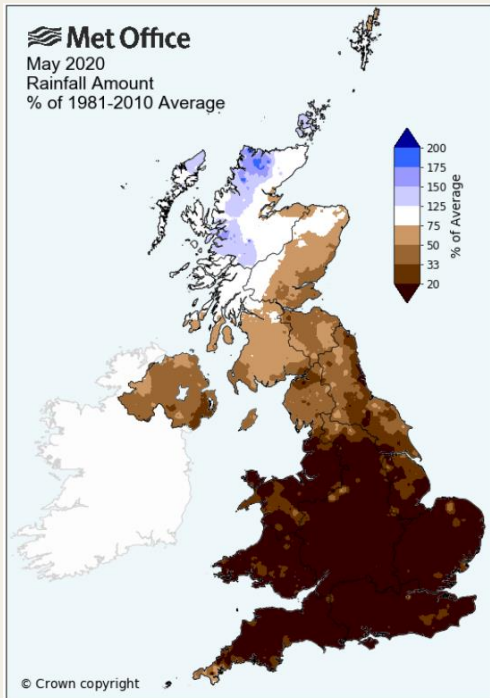 Met Office
May 2020
Rainfall Amount
% of 1981-2010 Average
200
175
150
125
75
50
33
20
% of Average
© Crown copyright